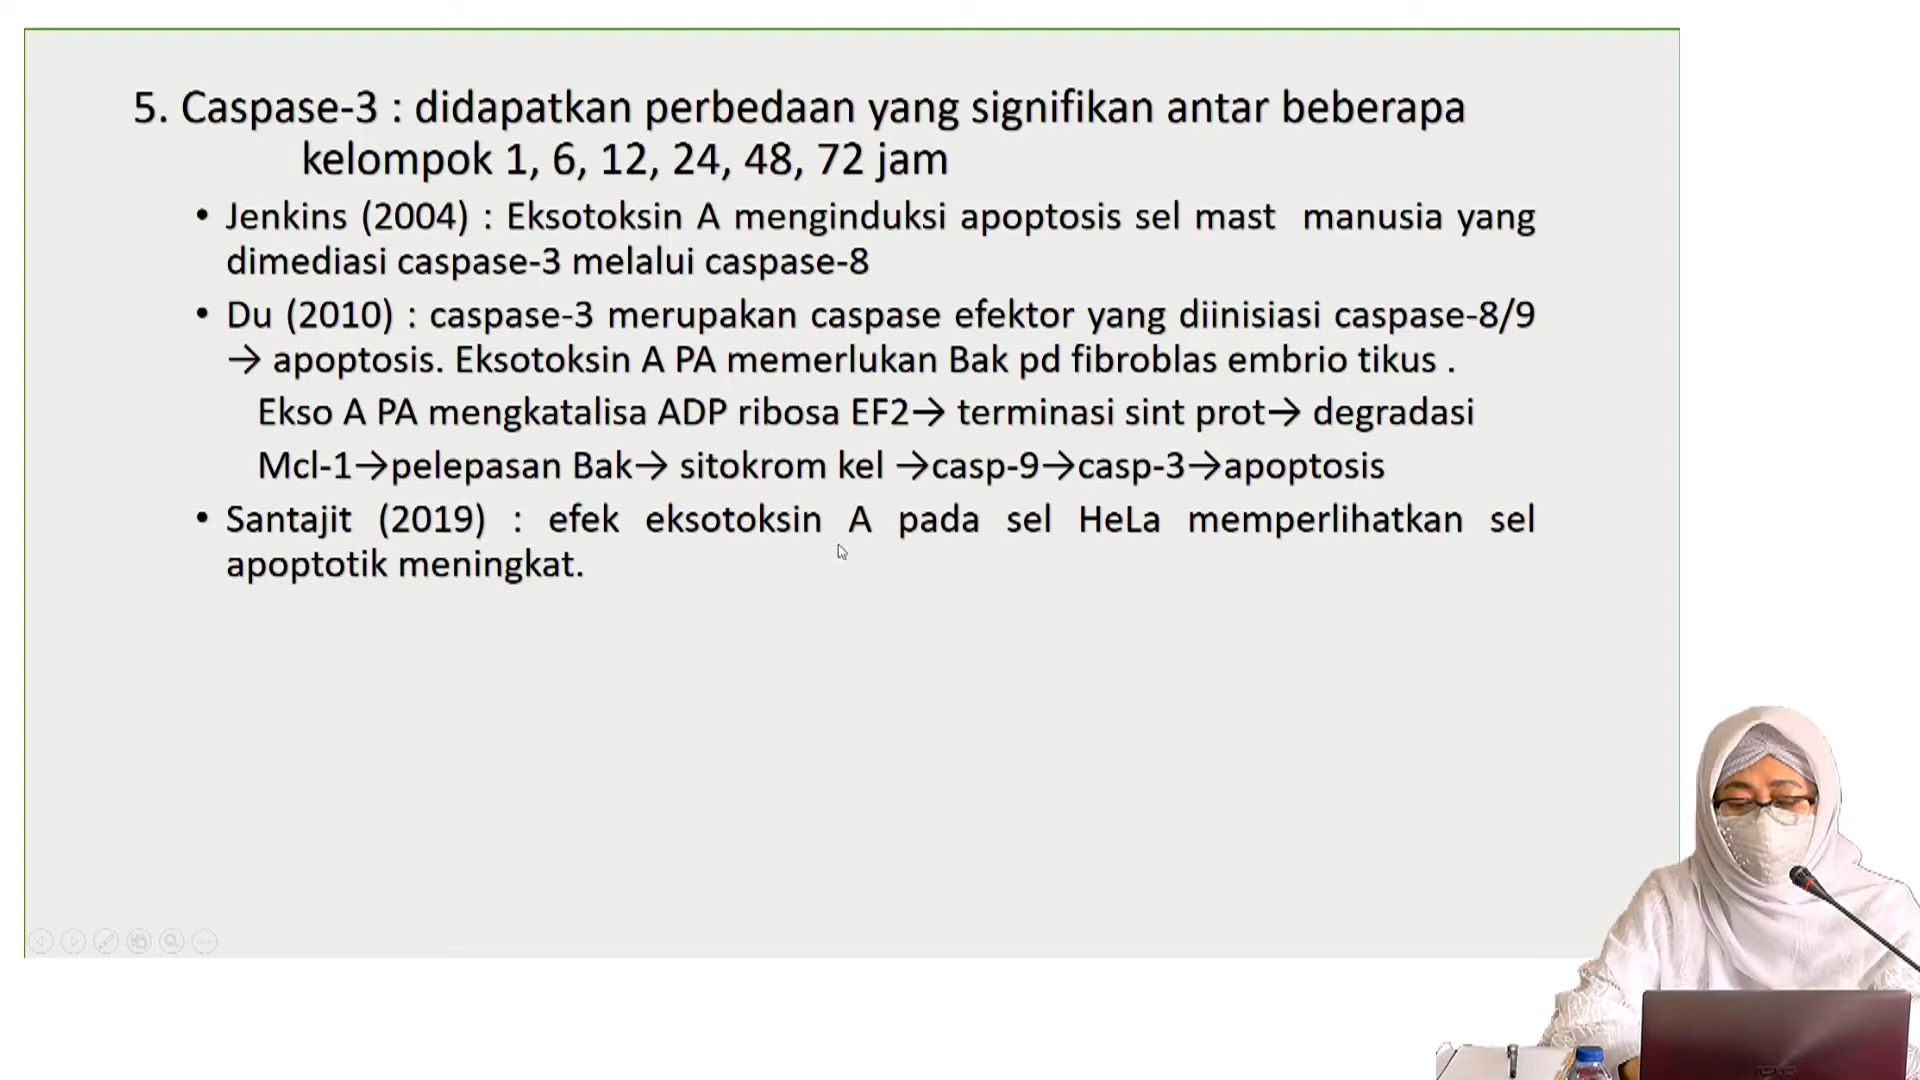 5. Caspase-3 : didapatkan perbedaan yang signifikan antar beberapa
kelompok 1, 6, 12, 24, 48, 72 jam
• Jenkins (2004) : Eksotoksin A menginduksi apoptosis sel mast manusia yang
dimediasi caspase-3 melalui caspase-8
• Du (2010) : caspase-3 merupakan caspase efektor yang diinisiasi caspase-8/9
→ apoptosis. Eksotoksin A PA memerlukan Bak pd fibroblas embrio tikus .
Ekso A PA mengkatalisa ADP ribosa EF2→ terminasi sint prot→ degradasi
Mcl-1→pelepasan Bak→ sitokrom kel →casp-9→casp-3→apoptosis
• Santajit (2019) : efek eksotoksin A pada sel HeLa memperlihatkan sel
apoptotik meningkat.